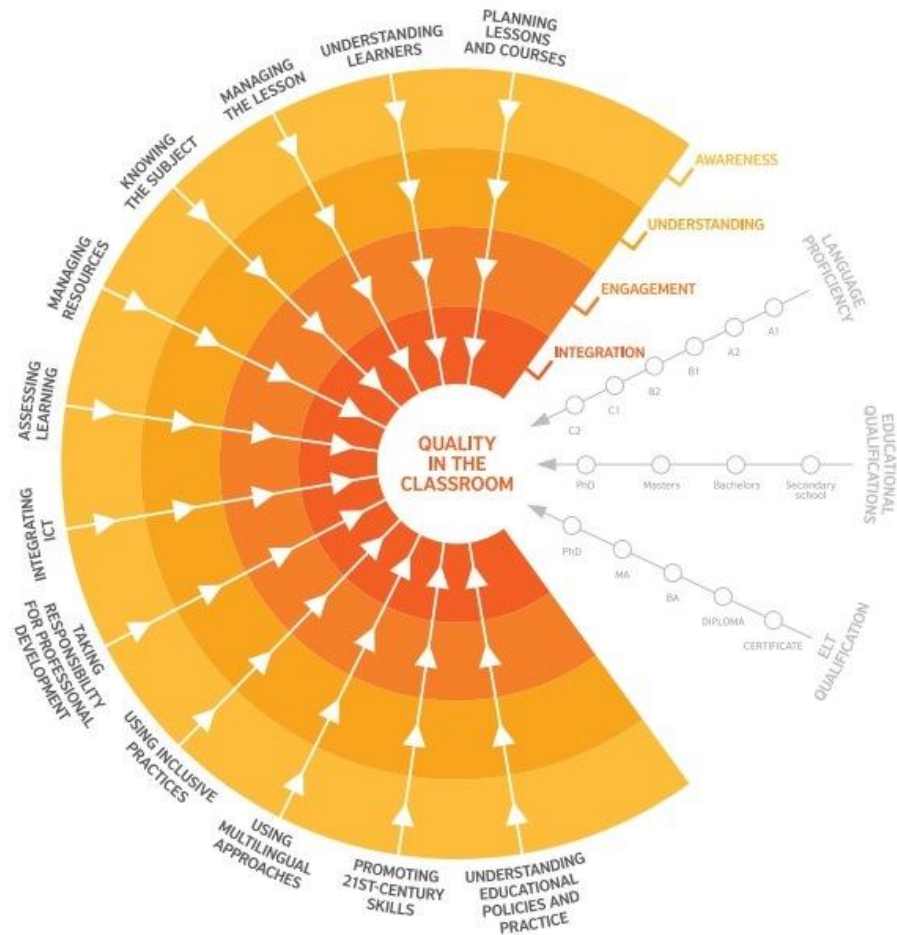 PLANNING
LESSONS
AND COURSES
UNDERSTANDING
LEARNERS
MANAGING
THE LESSON
KNOWING
THE SUBJECT
MANAGING
RESOURCES
ASSESSING
LEARNING
INTEGRATING
ICT
TAKING
RESPONSIBILITY
FOR PROFESSIONAL
DEVELOPMENT
USING INCLUSIVE
PRACTICES
USING
MULTILINGUAL
APPROACHES
PROMOTING
21ST-CENTURY
SKILLS
UNDERSTANDING
EDUCATIONAL
POLICIES AND
PRACTICE
AWARENESS
UNDERSTANDING
ENGAGEMENT
INTEGRATION
QUALITY
IN THE
CLASSROOM
LANGUAGE
PROFICIENCY
A1
A2
B1
B2
C1
C2
EDUCATIONAL
QUALIFICATIONS
PhD
Masters
Bachelors
Secondary
school
ELT
QUALIFICATION
PhD
MA
BA
DIPLOMA
CERTIFICATE